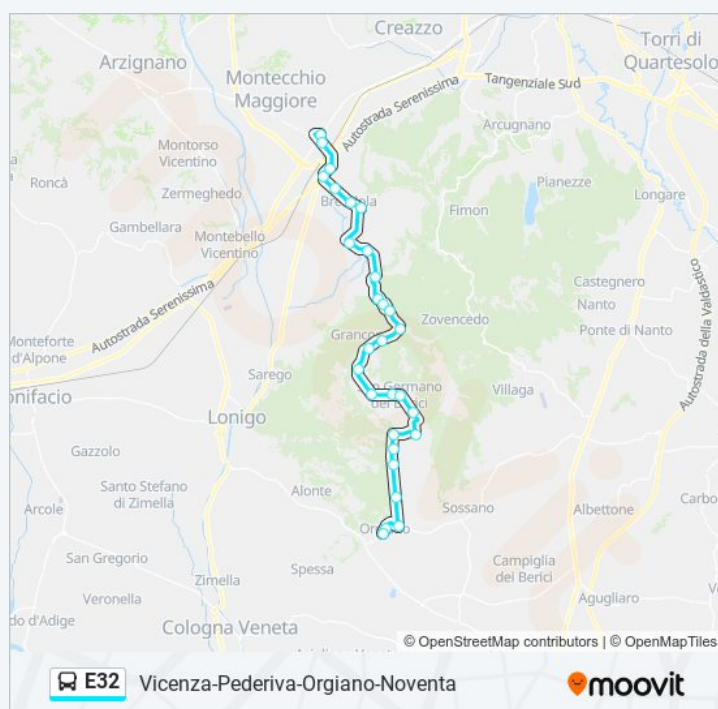 Creazzo
Torri di
Quartesolo
Arzignano
Montecchio
Maggiore
Tangenziale Sud
Autostrada Serenissima
Arcugnano
Montorso
Vicentino
Pianezze
Roncà
Zermeghedo
Longare
Fimon
Gambellara
Montebello
Vicentino
Castegnero
Autostrada Serenissima
Nanto
Zovencedo
Ponte di Nanto
Monteforte
d'Alpone
Autostrada della Valdastico
Sarego
Villaga
onifacio
Lonigo
Gazzolo
Santo Stefano
di Zimella
Alonte
Sossano
Albettone
Carbo
Arcole
San Gregorio
Spessa
Campiglia
dei Berici
Zimella
Veronella
Agugliaro
do d'Adige
Cologna Veneta
© OpenStreetMap contributors | © OpenMapTiles
E32
Vicenza-Pederiva-Orgiano-Noventa
moovit